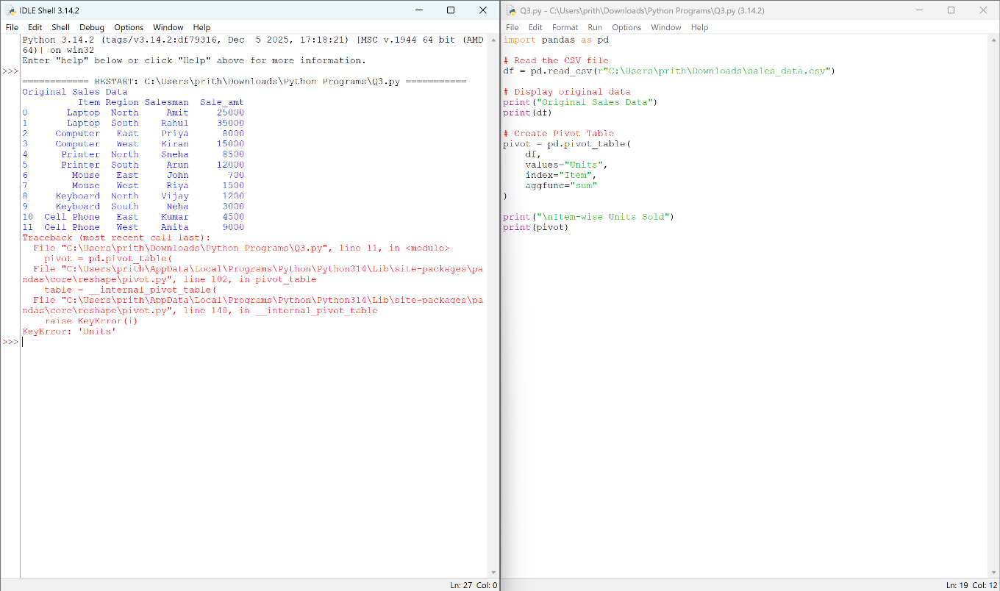 IDLE Shell 3.14.2
File Edit Shell Debug Options Window Help
Python 3.14.2 (tags/v3.14.2:df79316, Dec  5 2025, 17:18:21) [MSC v.1944 64 bit (AMD
64)] on win32
Enter "help" below or click "Help" above for more information.
>>>
============ RESTART: C:\Users\prith\Downloads\Python Programs\Q3.py ===========
Original Sales Data
          Item Region Salesman  Sale_amt
0       Laptop  North     Amit     25000
1       Laptop  South    Rahul     35000
2     Computer   East    Priya      8000
3     Computer   West    Kiran     15000
4      Printer  North    Sneha      8500
5      Printer  South     Arun     12000
6        Mouse   East     John       700
7        Mouse   West     Riya      1500
8     Keyboard  North    Vijay      1200
9     Keyboard  South     Neha      3000
10  Cell Phone   East    Kumar      4500
11  Cell Phone   West    Anita      9000
Traceback (most recent call last):
  File "C:\Users\prith\Downloads\Python Programs\Q3.py", line 11, in <module>
    pivot = pd.pivot_table(
  File "C:\Users\prith\AppData\Local\Programs\Python\Python314\Lib\site-packages\pa
ndas\core\reshape\pivot.py", line 102, in pivot_table
    table = __internal_pivot_table(
  File "C:\Users\prith\AppData\Local\Programs\Python\Python314\Lib\site-packages\pa
ndas\core\reshape\pivot.py", line 148, in __internal_pivot_table
    raise KeyError(i)
KeyError: 'Units'
>>>
Ln: 27 Col: 0
Q3.py - C:\Users\prith\Downloads\Python Programs\Q3.py (3.14.2)
File Edit Format Run Options Window Help
import pandas as pd
# Read the CSV file
df = pd.read_csv(r"C:\Users\prith\Downloads\sales_data.csv")
# Display original data
print("Original Sales Data")
print(df)
# Create Pivot Table
pivot = pd.pivot_table(
    df,
    values="Units",
    index="Item",
    aggfunc="sum"
)
print("\nItem-wise Units Sold")
print(pivot)
Ln: 19 Col: 12